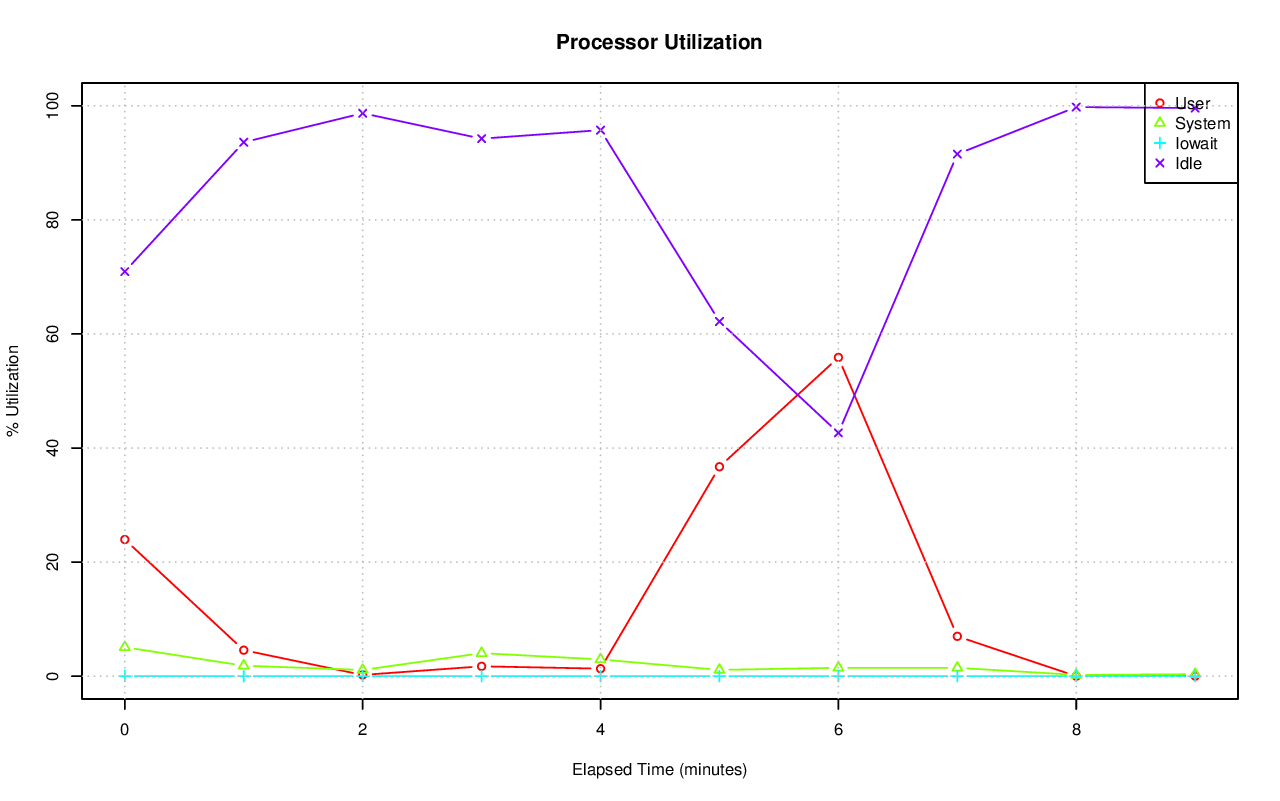 Processor Utilization
100
80
60
40
20
0
% Utilization
User
System
Iowait
Idle
0 2 4 6 8
Elapsed Time (minutes)